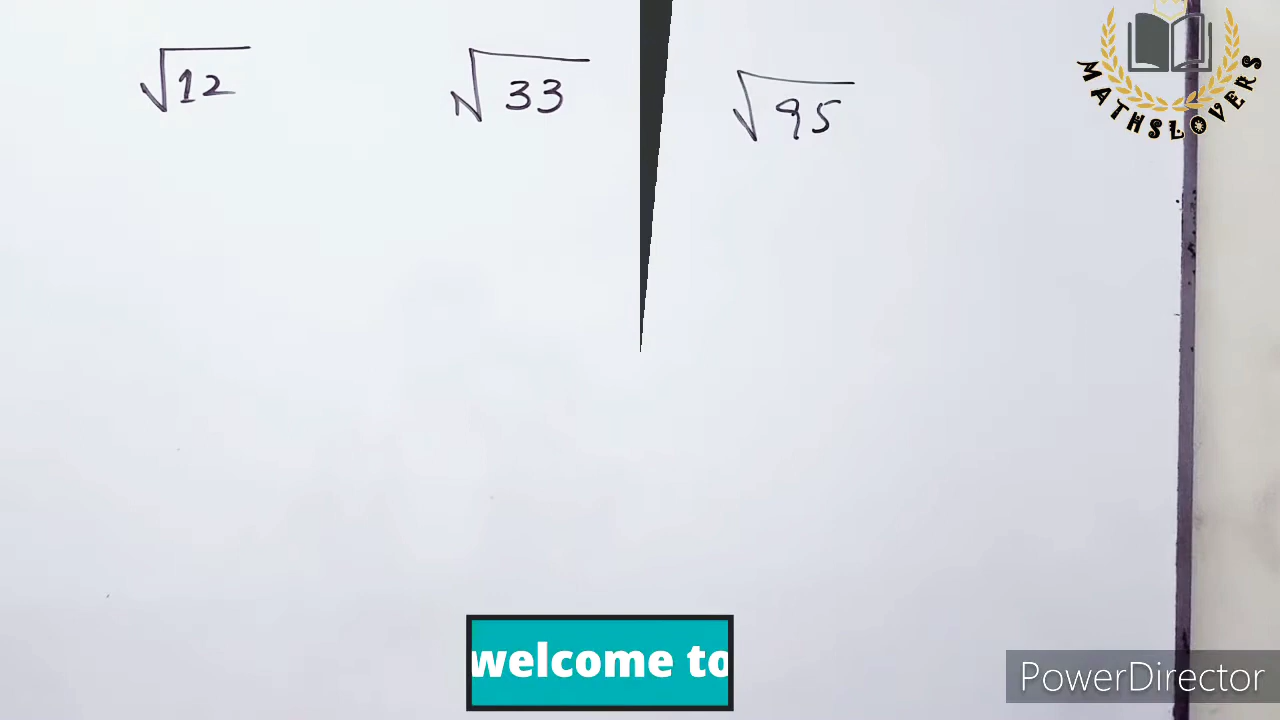 √12 √33 √95
MATHSLOVERS
welcome to
PowerDirector